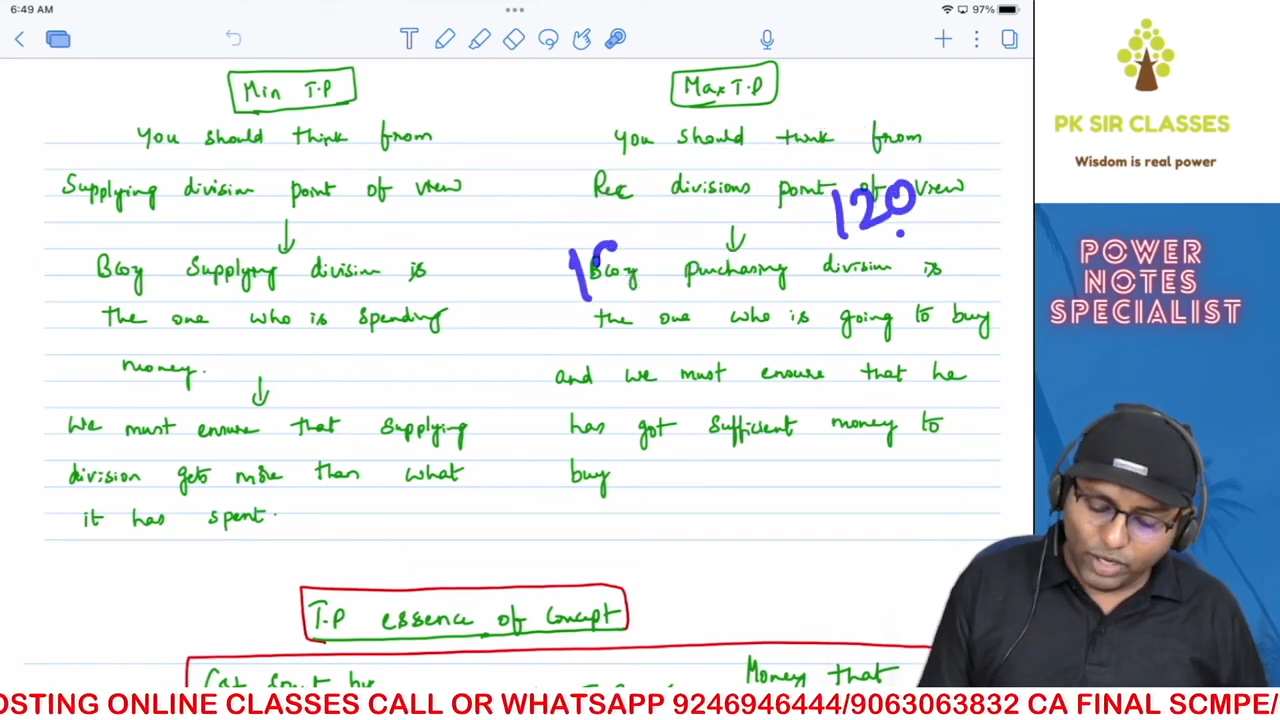 6:49 AM
97%
Min T.P
You should think from
Supplying division point of view
Bcoz Supplying division is
the one who is spending
money.
We must ensure that supplying
division gets more than what
it has spent.
Max T.P
You should think from
Rec divisions point of view
120
Bcoz purchasing division is
the one who is going to buy
and we must ensure that he
has got sufficient money to
buy
T.P essence of concept
Money that
PK SIR CLASSES
Wisdom is real power
POWER
NOTES
SPECIALIST
OSTING ONLINE CLASSES CALL OR WHATSAPP 9246946444/9063063832 CA FINAL SCMPE/